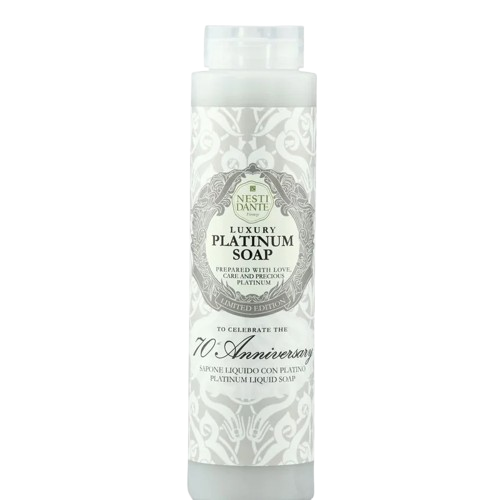 NESTI
DANTE
Firenze
LUXURY
PLATINUM
SOAP
PREPARED WITH LOVE,
CARE AND PRECIOUS
PLATINUM
LIMITED EDITION
TO CELEBRATE THE
70th Anniversary
SAPONE LIQUIDO CON PLATINO
PLATINUM LIQUID SOAP